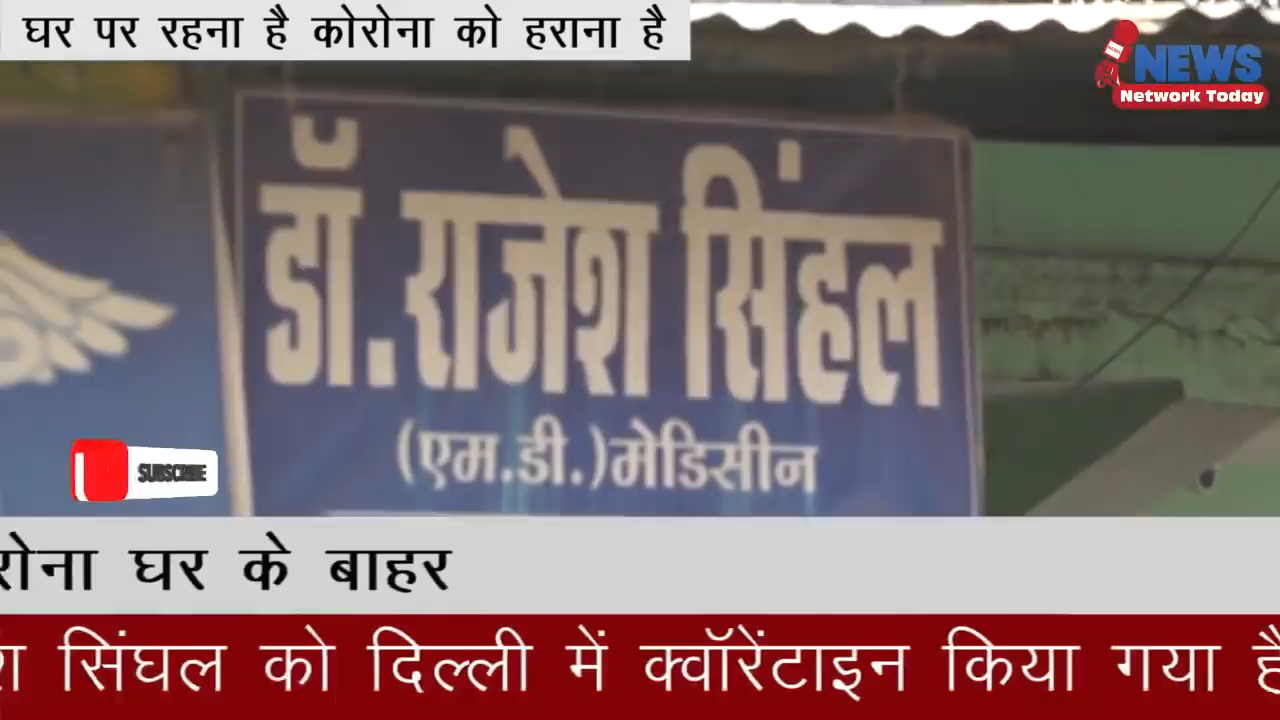 घर पर रहना है कोरोना को हराना है
NEWS
Network Today
डॉ. राजेश सिंहल
(एम.डी.) मेडिसीन
SUBSCRIBE
रोना घर के बाहर
श सिंघल को दिल्ली में क्वॉरेंटाइन किया गया है